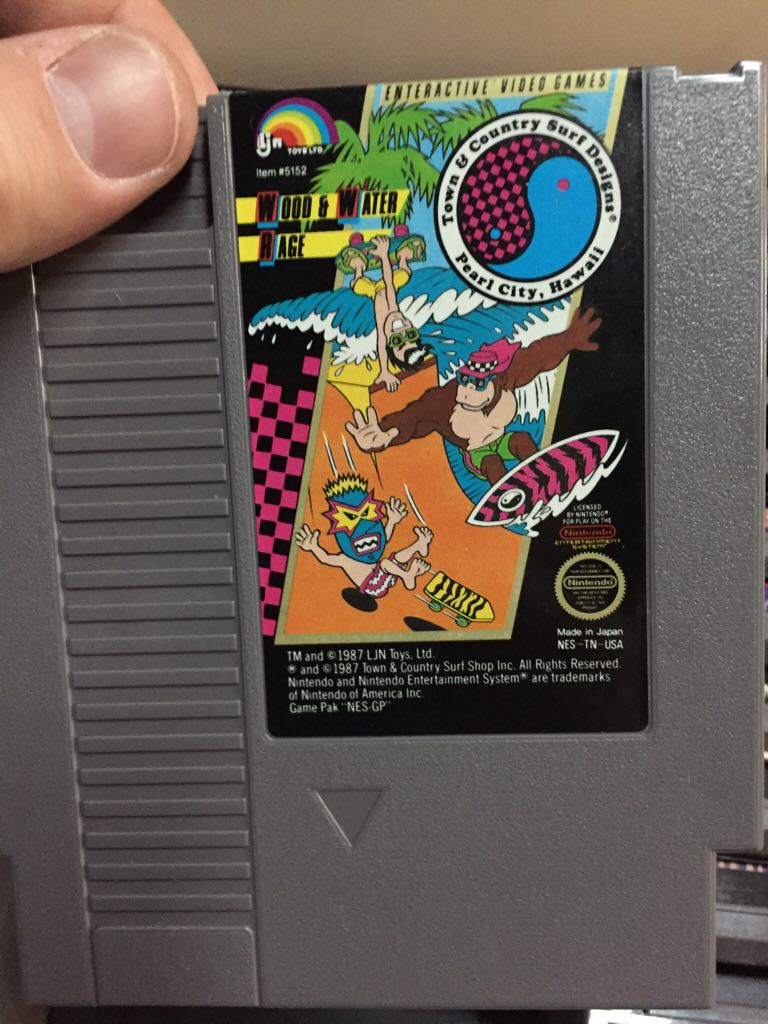 ENTERACTIVE VIDEO GAMES
LJN
TOYS LTD.
Item #5152
WOOD & WATER
RAGE
Town & Country Surf Designs®
Pearl City, Hawaii
LICENSED
BY NINTENDO®
FOR PLAY ON THE
Nintendo
ENTERTAINMENT
SYSTEM®
Nintendo
Made in Japan
NES-TN-USA
TM and © 1987 LJN Toys, Ltd.
® and © 1987 Town & Country Surf Shop Inc. All Rights Reserved.
Nintendo and Nintendo Entertainment System® are trademarks
of Nintendo of America Inc.
Game Pak "NES-GP"